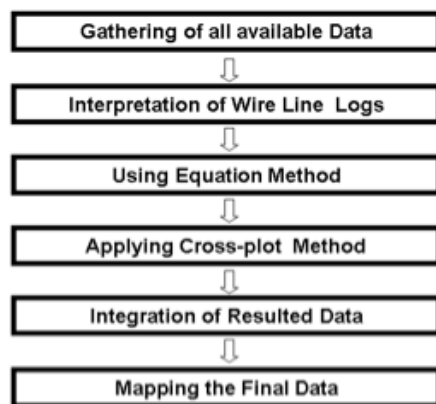 Gathering of all available Data
Interpretation of Wire Line Logs
Using Equation Method
Applying Cross-plot Method
Integration of Resulted Data
Mapping the Final Data